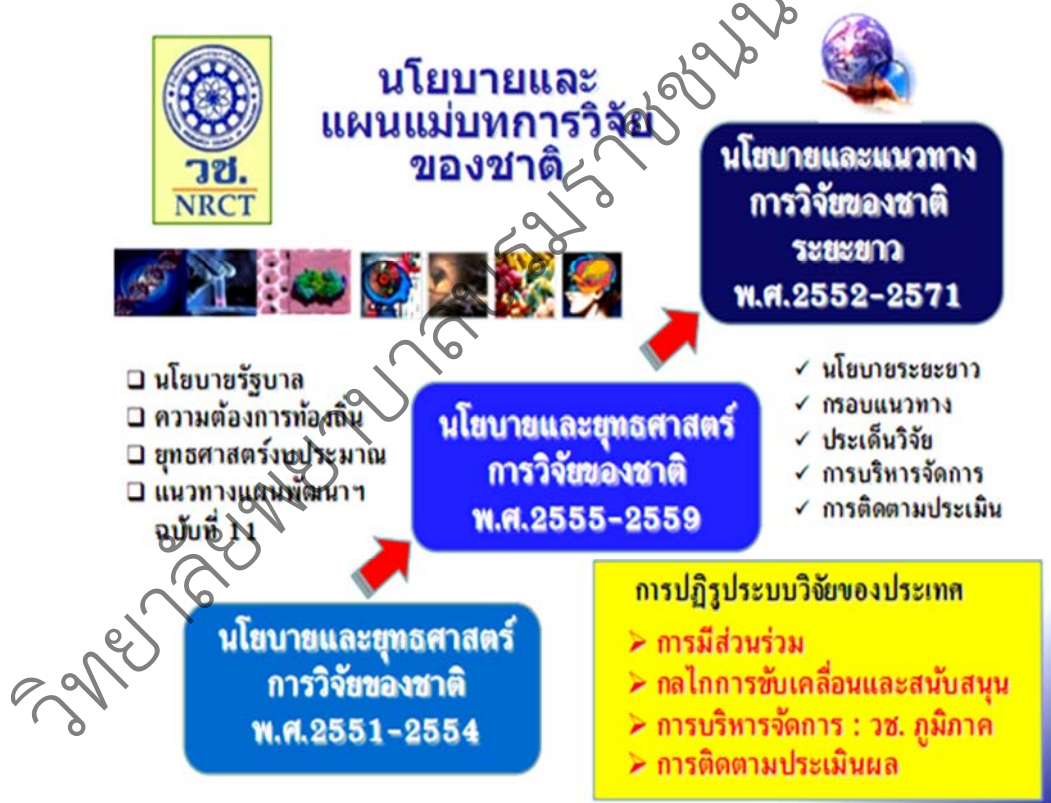 นโยบายและ
แผนแม่บทการวิจัย
ของชาติ
วช.
NRCT
นโยบายและแนวทาง
การวิจัยของชาติ
ระยะยาว
พ.ศ.2552-2571
❑ นโยบายรัฐบาล
❑ ความต้องการท้องถิ่น
❑ ยุทธศาสตร์งบประมาณ
❑ แนวทางแผนพัฒนาฯ
ฉบับที่ 11
นโยบายและยุทธศาสตร์
การวิจัยของชาติ
พ.ศ.2555-2559
✓ นโยบายระยะยาว
✓ กรอบแนวทาง
✓ ประเด็นวิจัย
✓ การบริหารจัดการ
✓ การติดตามประเมิน
นโยบายและยุทธศาสตร์
การวิจัยของชาติ
พ.ศ.2551-2554
การปฏิรูประบบวิจัยของประเทศ
➢ การมีส่วนร่วม
➢ กลไกการขับเคลื่อนและสนับสนุน
➢ การบริหารจัดการ : วช. ภูมิภาค
➢ การติดตามประเมินผล
วิทยาลัยพยาบาลบรมราชชนน